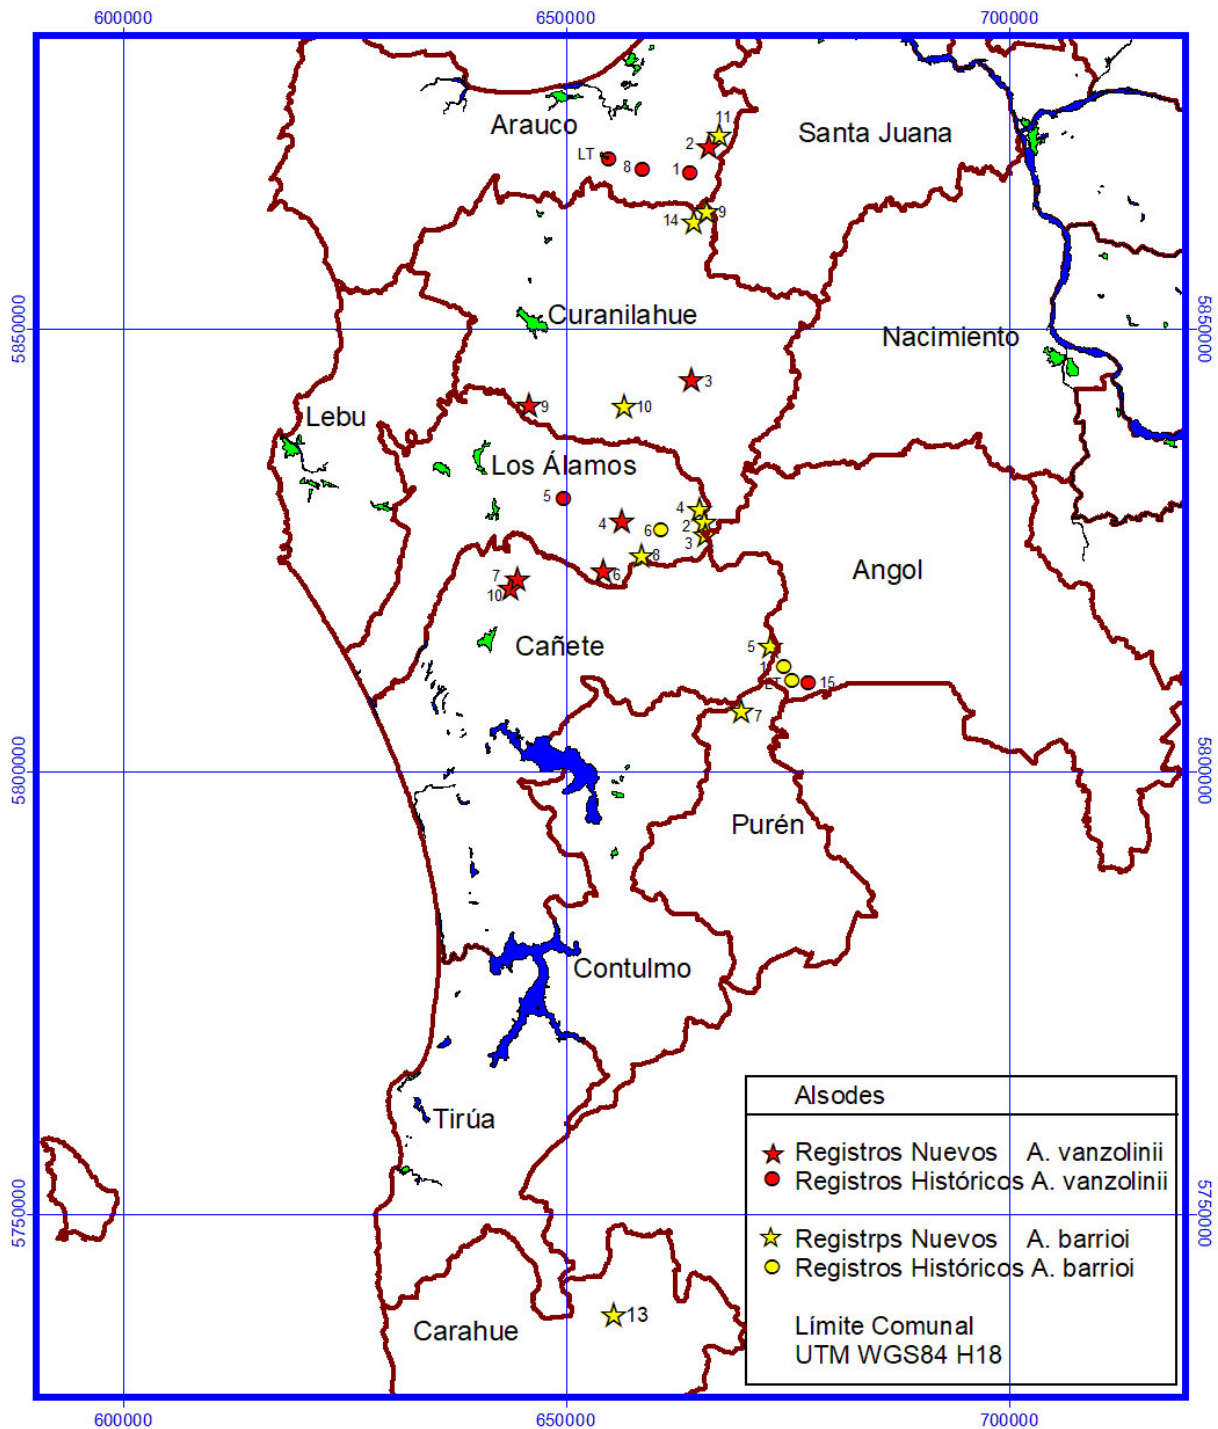 600000
650000
700000
Arauco
11
Santa Juana
2
LT
8
1
9
14
5850000
Curanilahue
5850000
Nacimiento
3
9
10
Lebu
Los Álamos
5
4
4
6
2
3
8
7
6
10
Angol
Cañete
5
1
LT
15
7
5800000
5800000
Purén
Contulmo
Tirúa
5750000
5750000
13
Carahue
Alsodes
Registros Nuevos A. vanzolinii
Registros Históricos A. vanzolinii
Registrps Nuevos A. barrioi
Registros Históricos A. barrioi
Límite Comunal
UTM WGS84 H18
600000
650000
700000